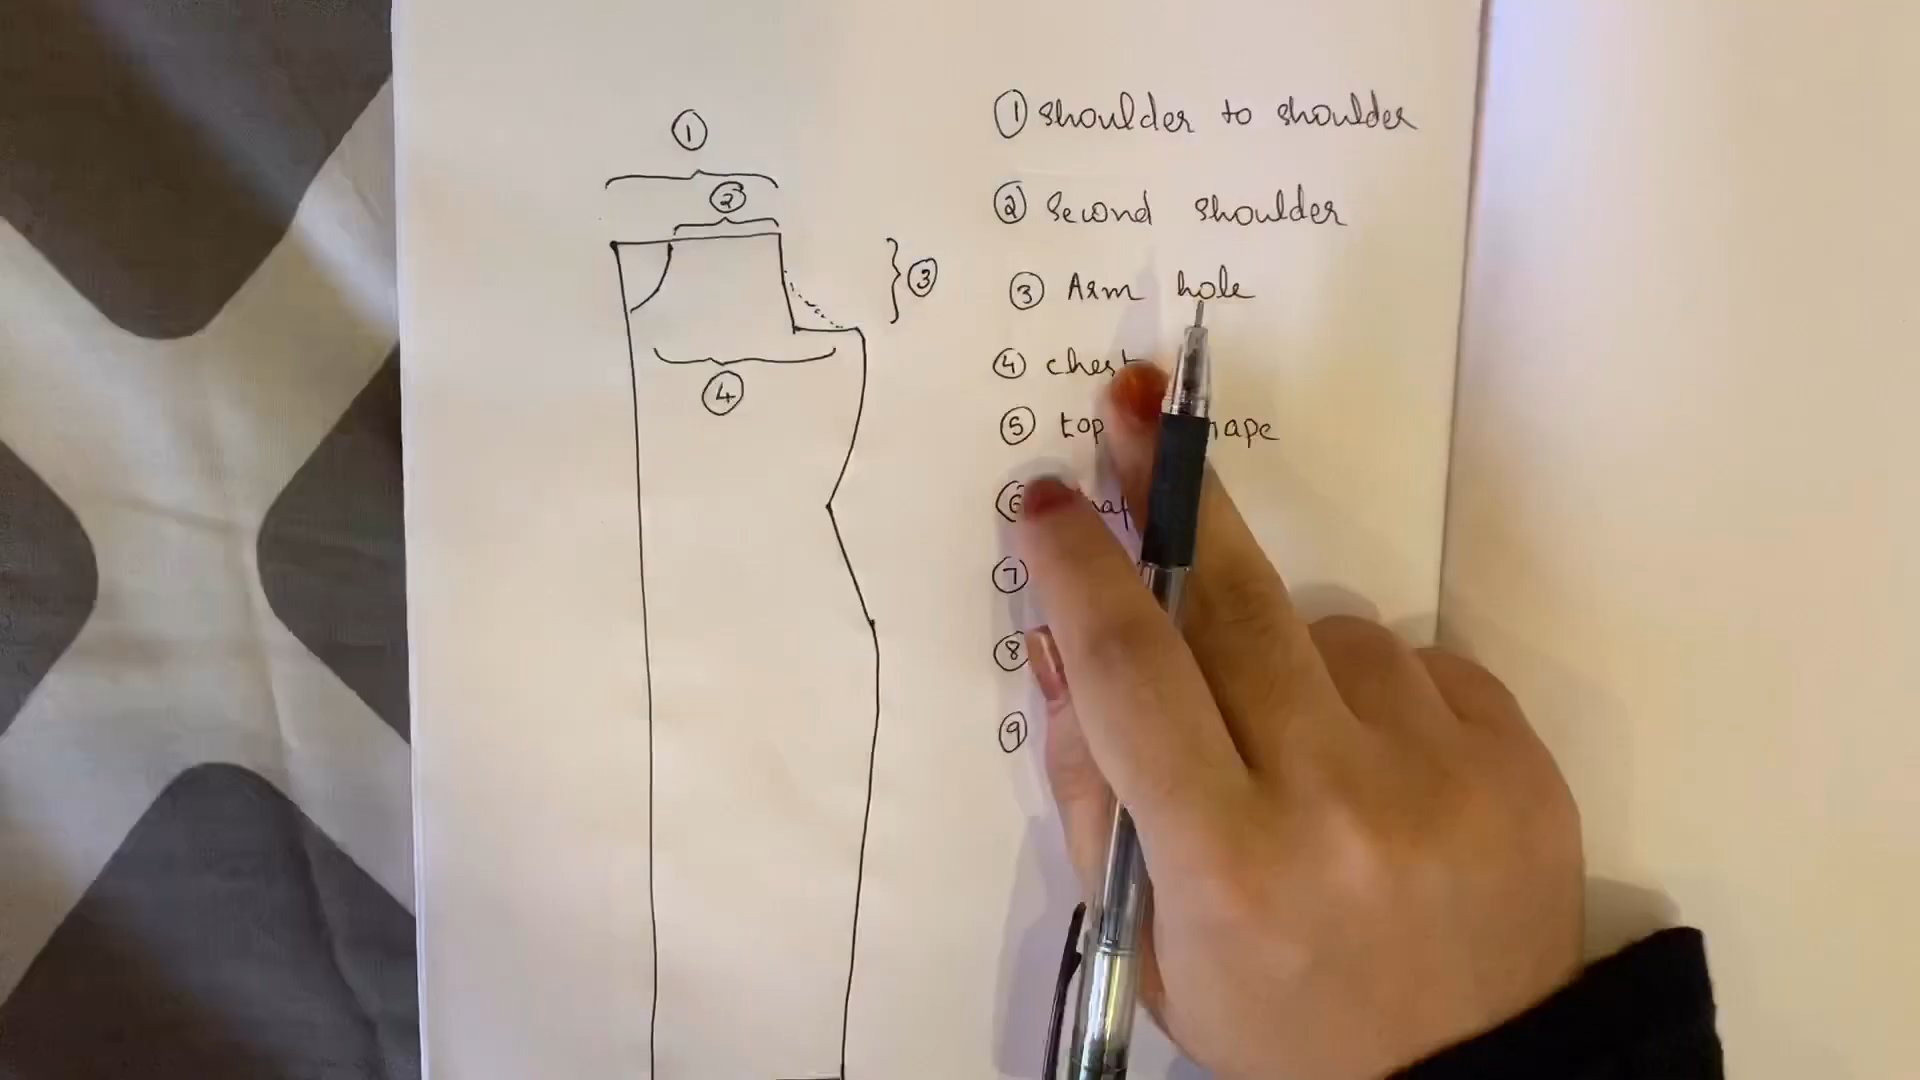 ①
②
③
④
① shoulder to shoulder
② Second shoulder
③ Arm hole
④ chest
⑤ top
⑥
⑦
⑧
⑨